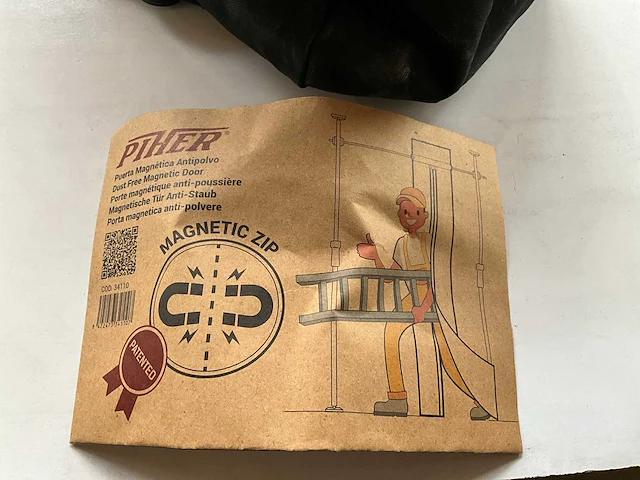 PIHER®
Puerta Magnética Antipolvo
Dust Free Magnetic Door
Porte magnétique anti-poussière
Magnetische Tür Anti-Staub
Porta magnetica anti-polvere
MAGNETIC ZIP
COD: 34110
PATENTED